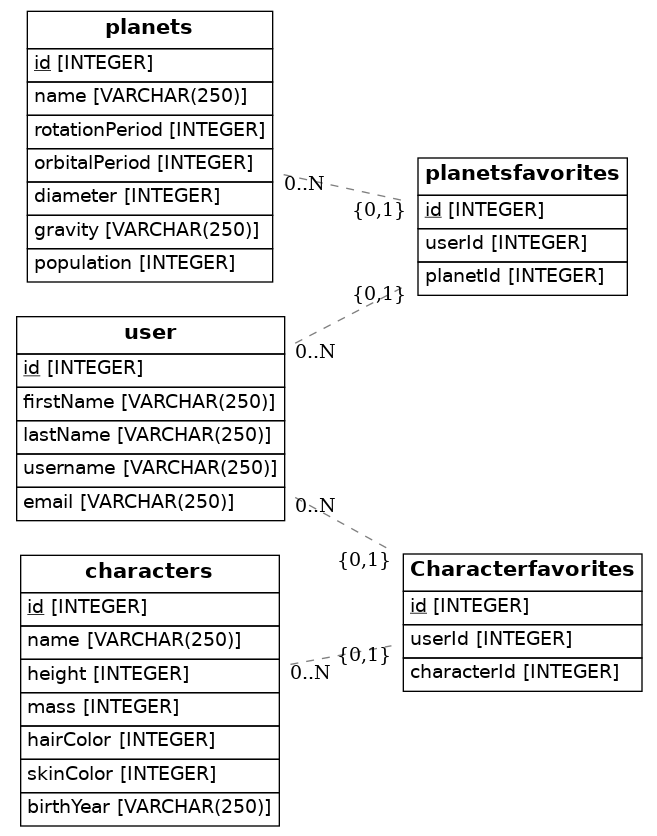 planets
id [INTEGER]
name [VARCHAR(250)]
rotationPeriod [INTEGER]
orbitalPeriod [INTEGER]
diameter [INTEGER]
gravity [VARCHAR(250)]
population [INTEGER]
0..N
{0,1}
planetsfavorites
id [INTEGER]
userId [INTEGER]
planetId [INTEGER]
{0,1}
0..N
user
id [INTEGER]
firstName [VARCHAR(250)]
lastName [VARCHAR(250)]
username [VARCHAR(250)]
email [VARCHAR(250)]
0..N
{0,1}
Characterfavorites
id [INTEGER]
userId [INTEGER]
characterId [INTEGER]
{0,1}
0..N
characters
id [INTEGER]
name [VARCHAR(250)]
height [INTEGER]
mass [INTEGER]
hairColor [INTEGER]
skinColor [INTEGER]
birthYear [VARCHAR(250)]